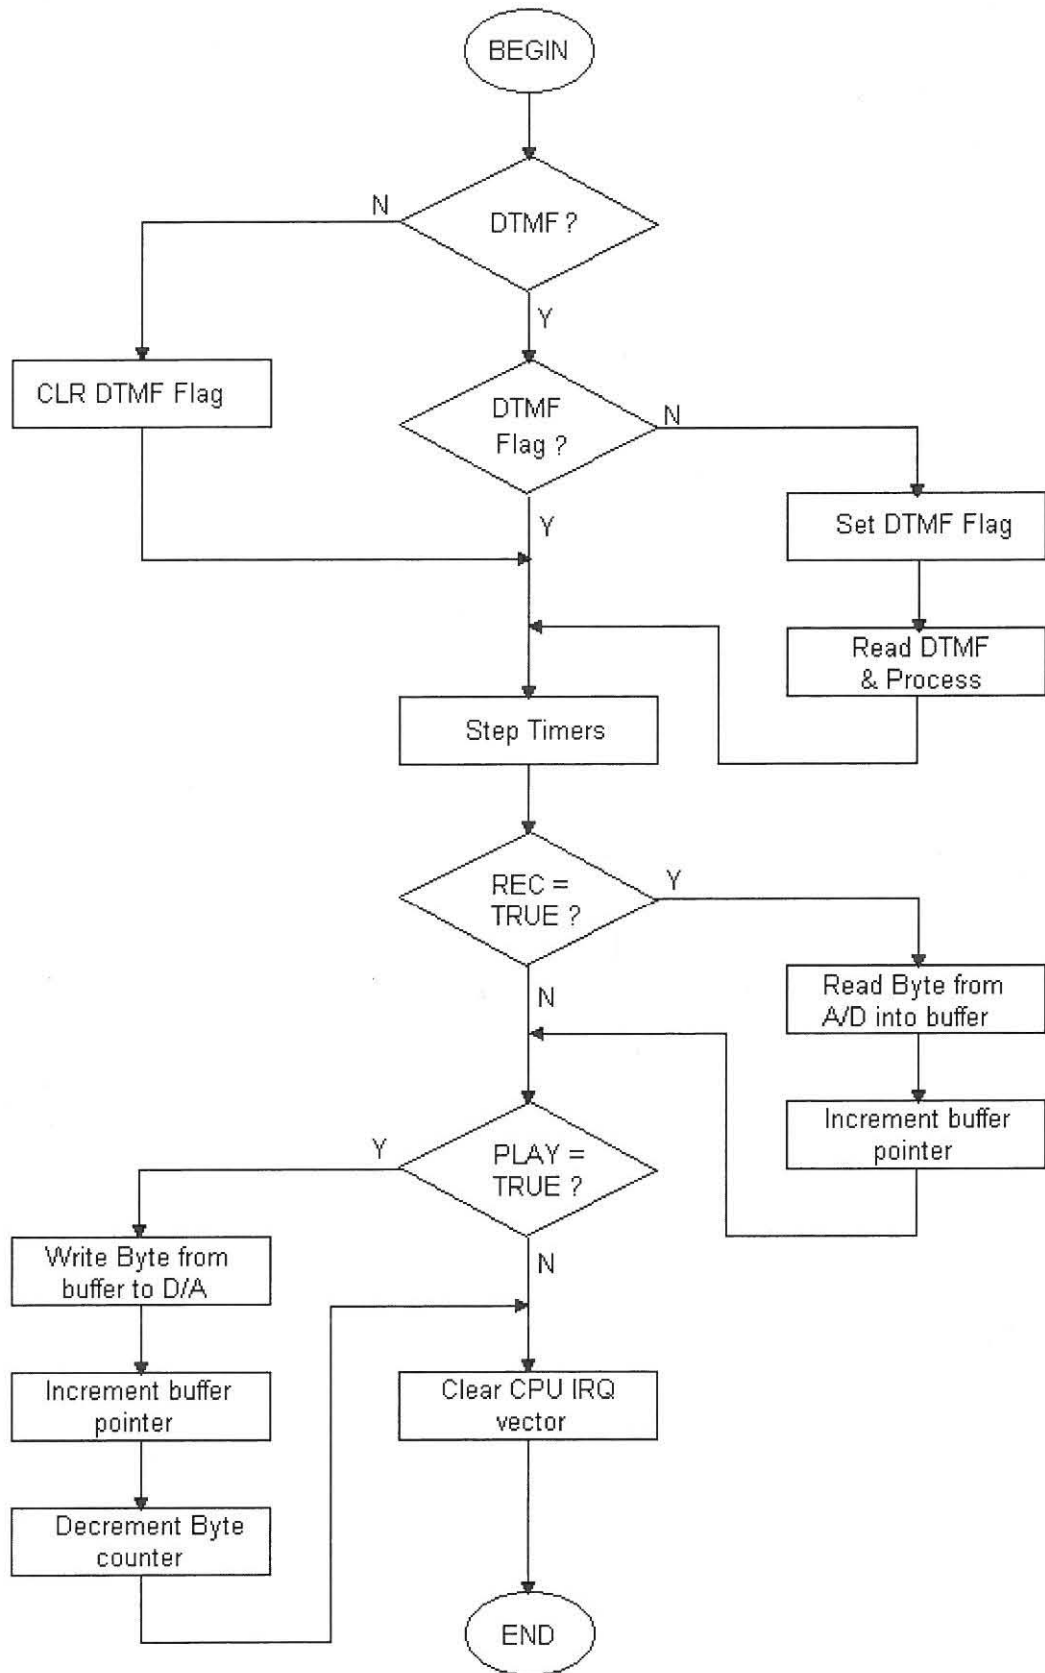 BEGIN
DTMF ?
N
Y
CLR DTMF Flag
DTMF
Flag ?
N
Y
Set DTMF Flag
Read DTMF
& Process
Step Timers
REC =
TRUE ?
Y
N
Read Byte from
A/D into buffer
Increment buffer
pointer
PLAY =
TRUE ?
Y
N
Write Byte from
buffer to D/A
Increment buffer
pointer
Decrement Byte
counter
Clear CPU IRQ
vector
END